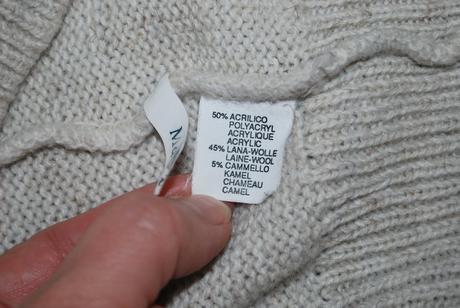 50% ACRILICO
POLYACRYL
ACRYLIQUE
ACRYLIC
45% LANA-WOLLE
LAINE-WOOL
5% CAMMELLO
KAMEL
CHAMEAU
CAMEL